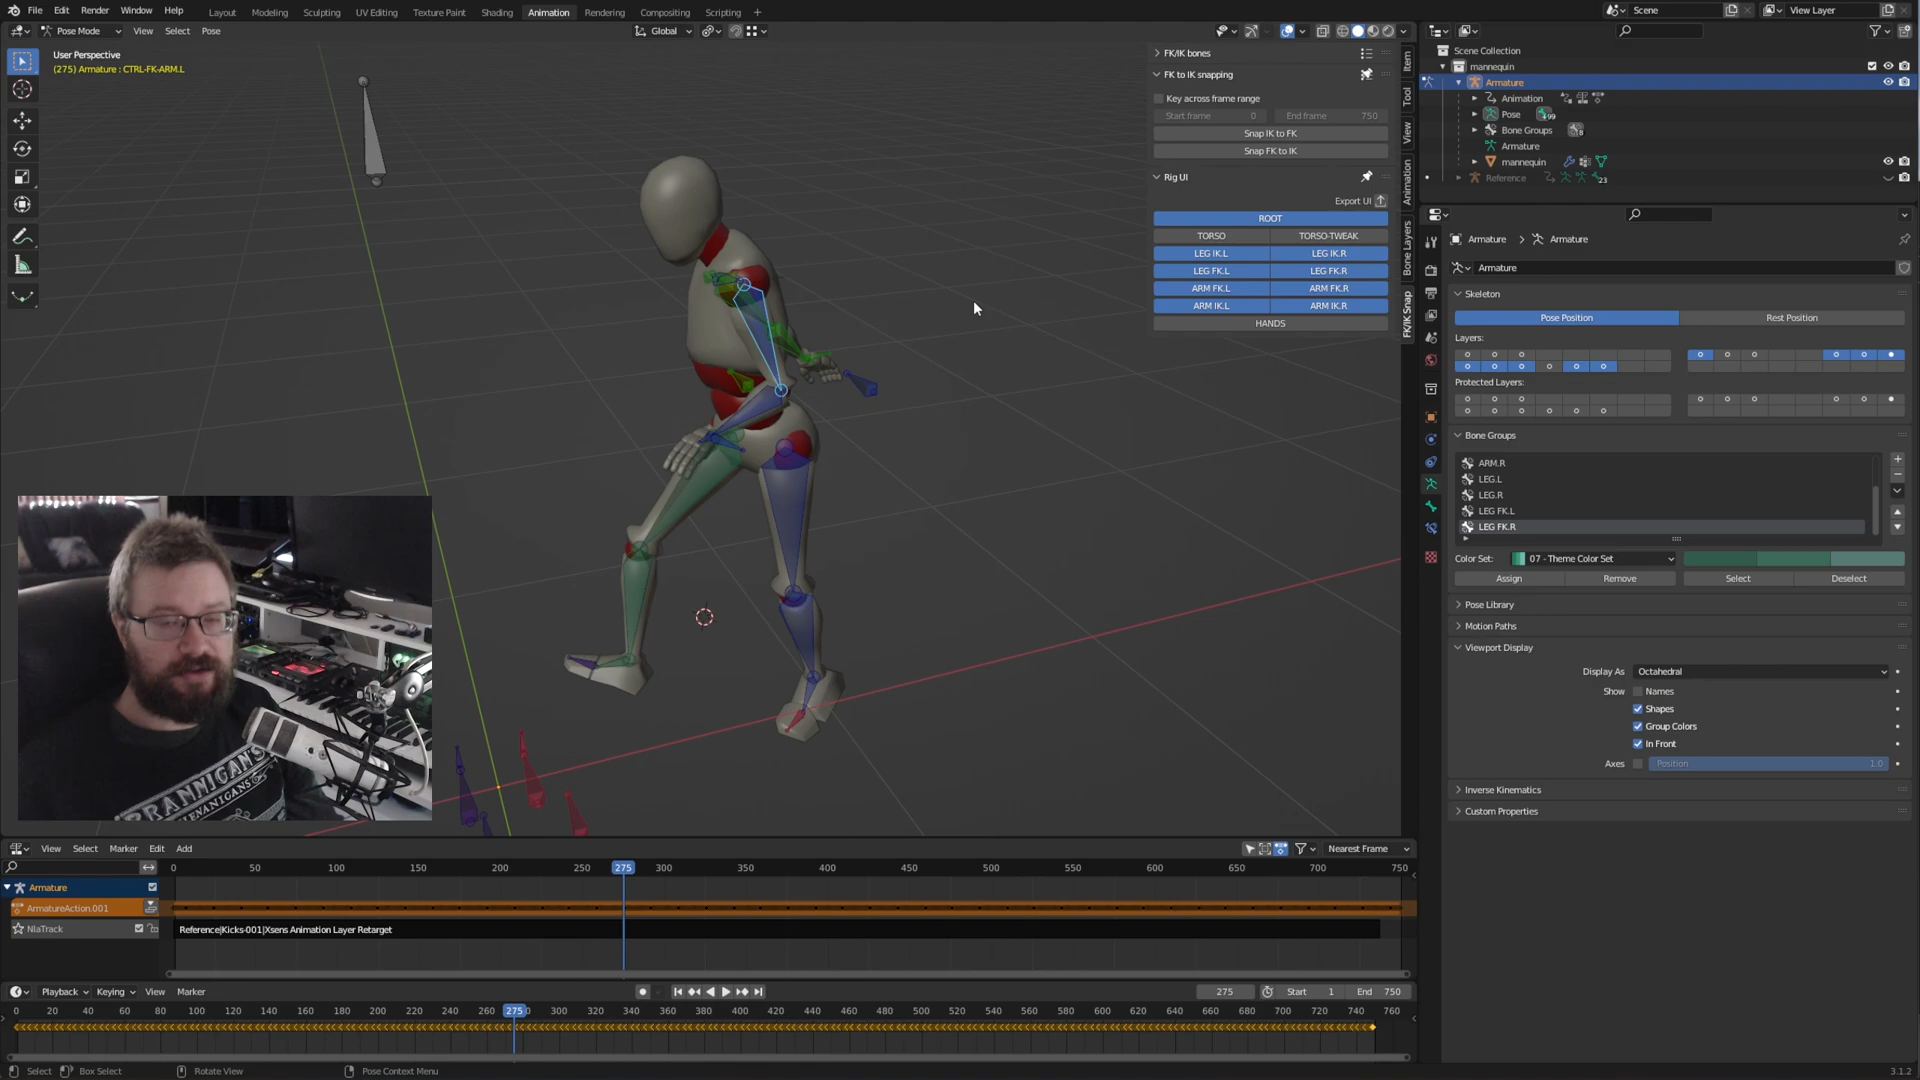 File Edit Render Window Help Layout Modeling Sculpting UV Editing Texture Paint Shading Animation Rendering Compositing Scripting + Scene View Layer
Pose Mode View Select Pose Global
User Perspective
(275) Armature : CTRL-FK-ARM.L
FK/IK bones
FK to IK snapping
Key across frame range
Start frame 0 End frame 750
Snap IK to FK
Snap FK to IK
Rig UI
Export UI
ROOT
TORSO TORSO-TWEAK
LEG IK.L LEG IK.R
LEG FK.L LEG FK.R
ARM FK.L ARM FK.R
ARM IK.L ARM IK.R
HANDS
Item
Tool
View
Animation
Bone Layers
FK/IK Snap
Scene Collection
mannequin
Armature
Animation
Pose 99
Bone Groups 8
Armature
mannequin
Reference 23
Armature > Armature
Armature
Skeleton
Pose Position Rest Position
Layers:
Protected Layers:
Bone Groups
ARM.R
LEG.L
LEG.R
LEG FK.L
LEG FK.R
Color Set: 07 - Theme Color Set
Assign Remove Select Deselect
Pose Library
Motion Paths
Viewport Display
Display As Octahedral
Show Names
Shapes
Group Colors
In Front
Axes Position 1.0
Inverse Kinematics
Custom Properties
BRANNIGAN'S
SHENANIGANS
View Select Marker Edit Add Nearest Frame
0 50 100 150 200 275 300 350 400 450 500 550 600 650 700 750
Armature
ArmatureAction.001
NlaTrack Reference|Kicks-001|Xsens Animation Layer Retarget
Playback Keying View Marker 275 Start 1 End 750
0 20 40 60 80 100 120 140 160 180 200 220 240 260 275 300 320 340 360 380 400 420 440 460 480 500 520 540 560 580 600 620 640 660 680 700 720 740 760
Select Box Select Rotate View Pose Context Menu 3.1.2